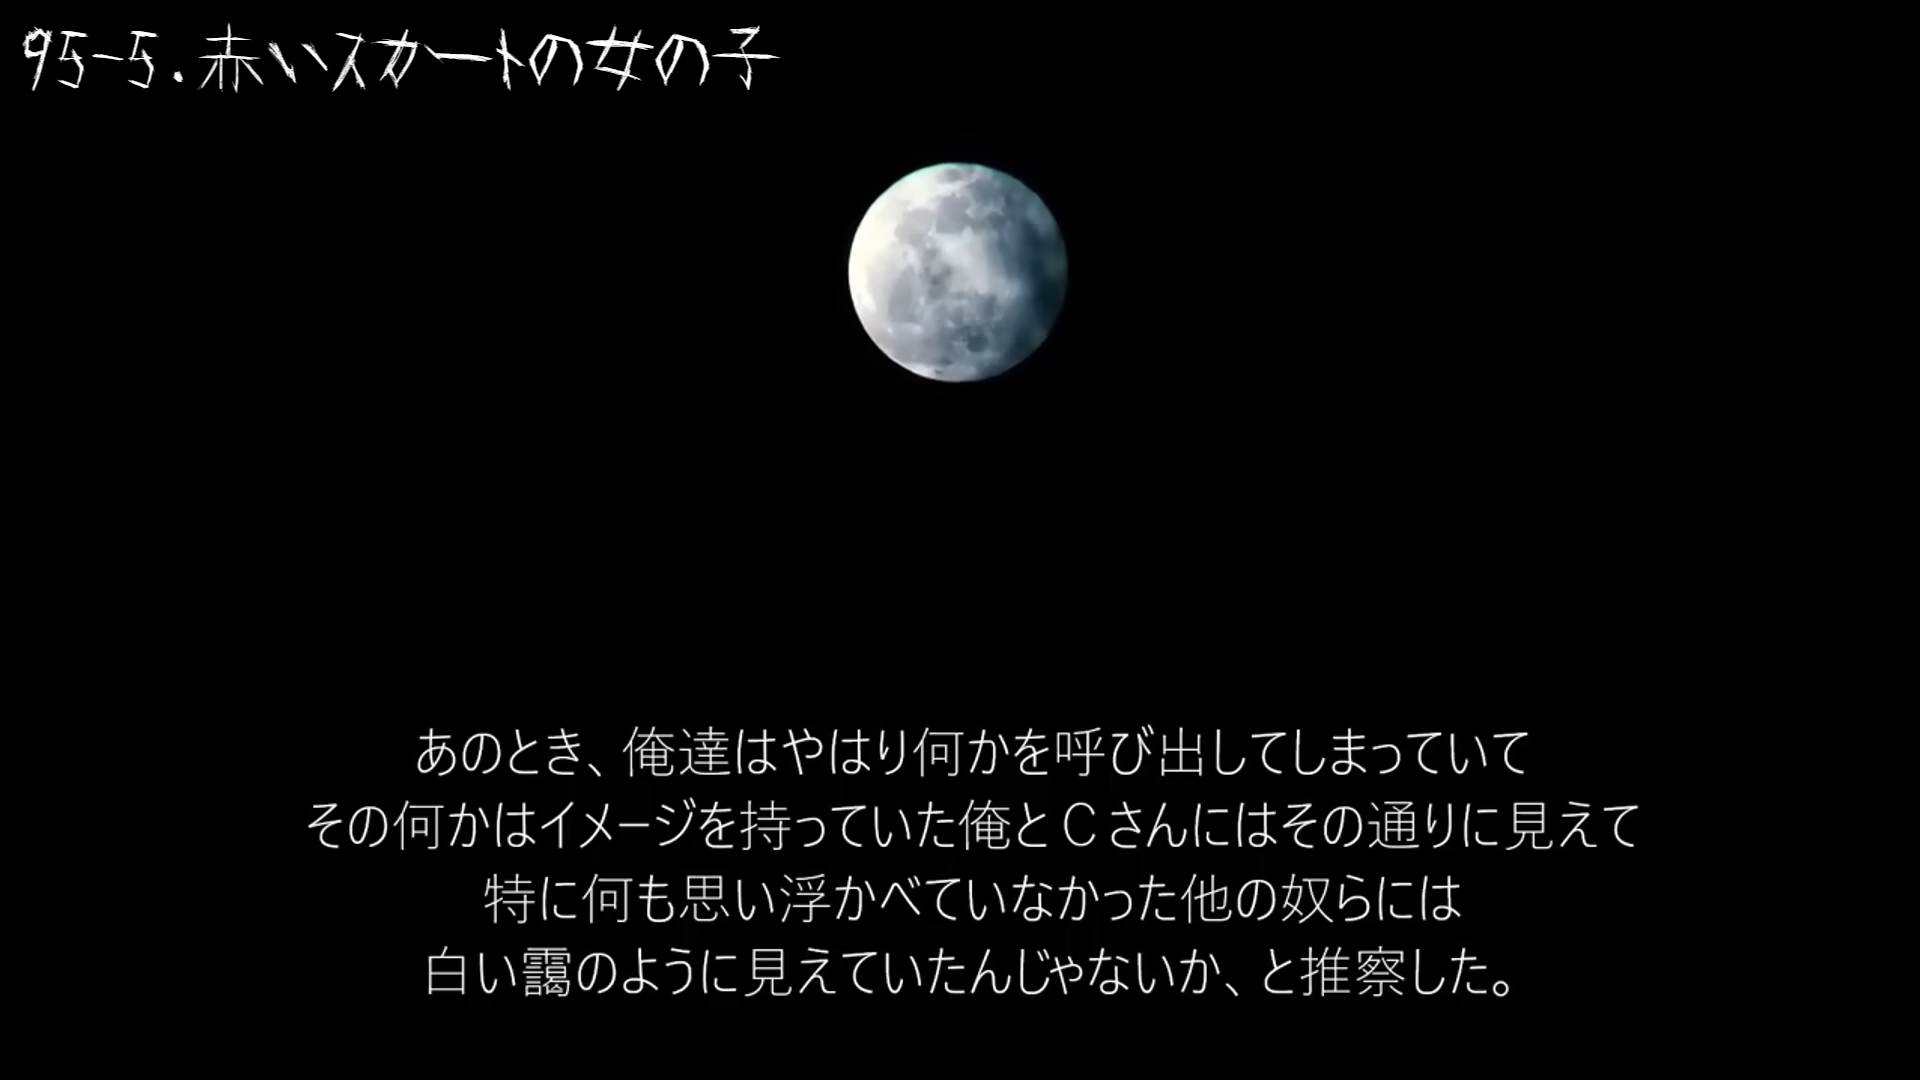 95-5.赤いスカートの女の子
あのとき、俺達はやはり何かを呼び出してしまっていて
その何かはイメージを持っていた俺とCさんにはその通りに見えて
特に何も思い浮かべていなかった他の奴らには
白い靄のように見えていたんじゃないか、と推察した。